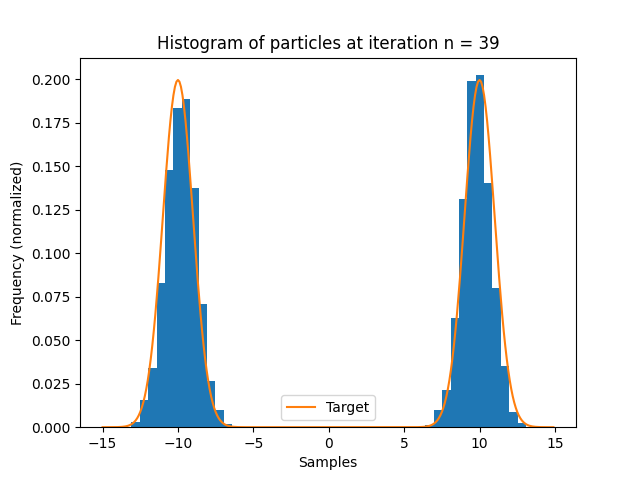 Histogram of particles at iteration n = 39
Frequency (normalized)
0.200
0.175
0.150
0.125
0.100
0.075
0.050
0.025
0.000
Target
−15 −10 −5 0 5 10 15
Samples